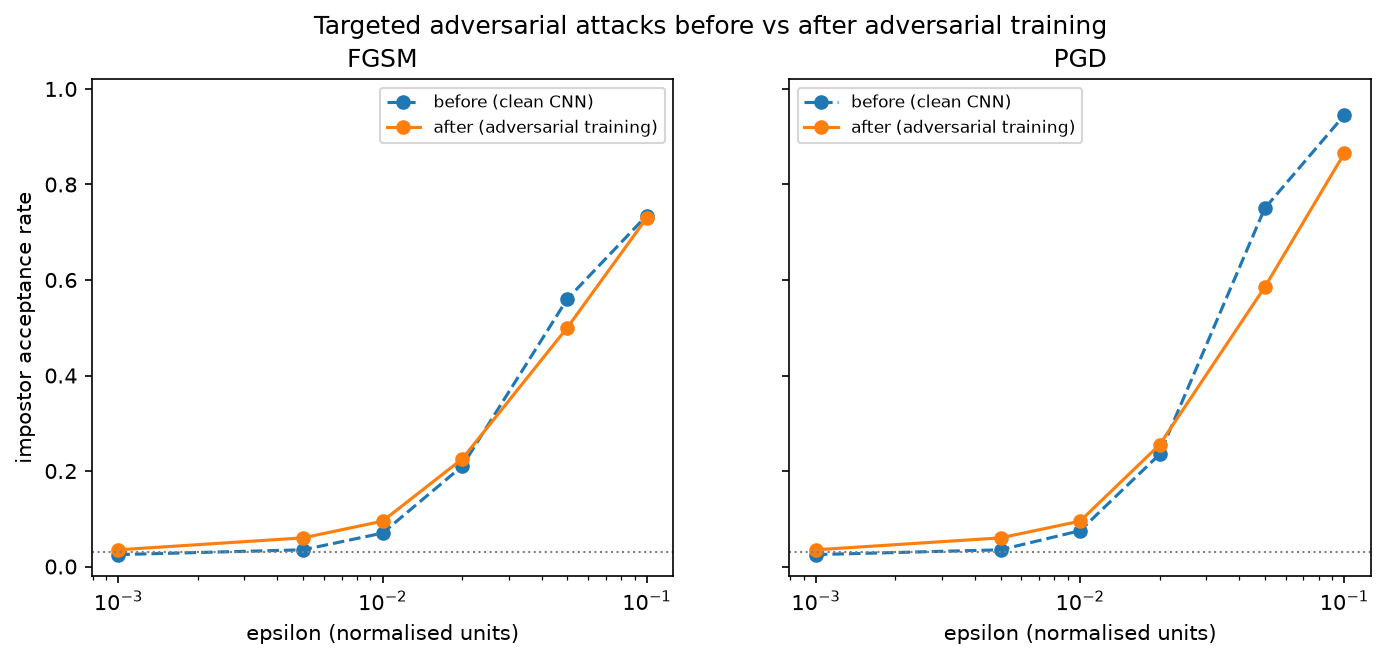 Targeted adversarial attacks before vs after adversarial training
FGSM
PGD
impostor acceptance rate
1.0
0.8
0.6
0.4
0.2
0.0
before (clean CNN)
after (adversarial training)
10⁻³
10⁻²
10⁻¹
epsilon (normalised units)
before (clean CNN)
after (adversarial training)
10⁻³
10⁻²
10⁻¹
epsilon (normalised units)